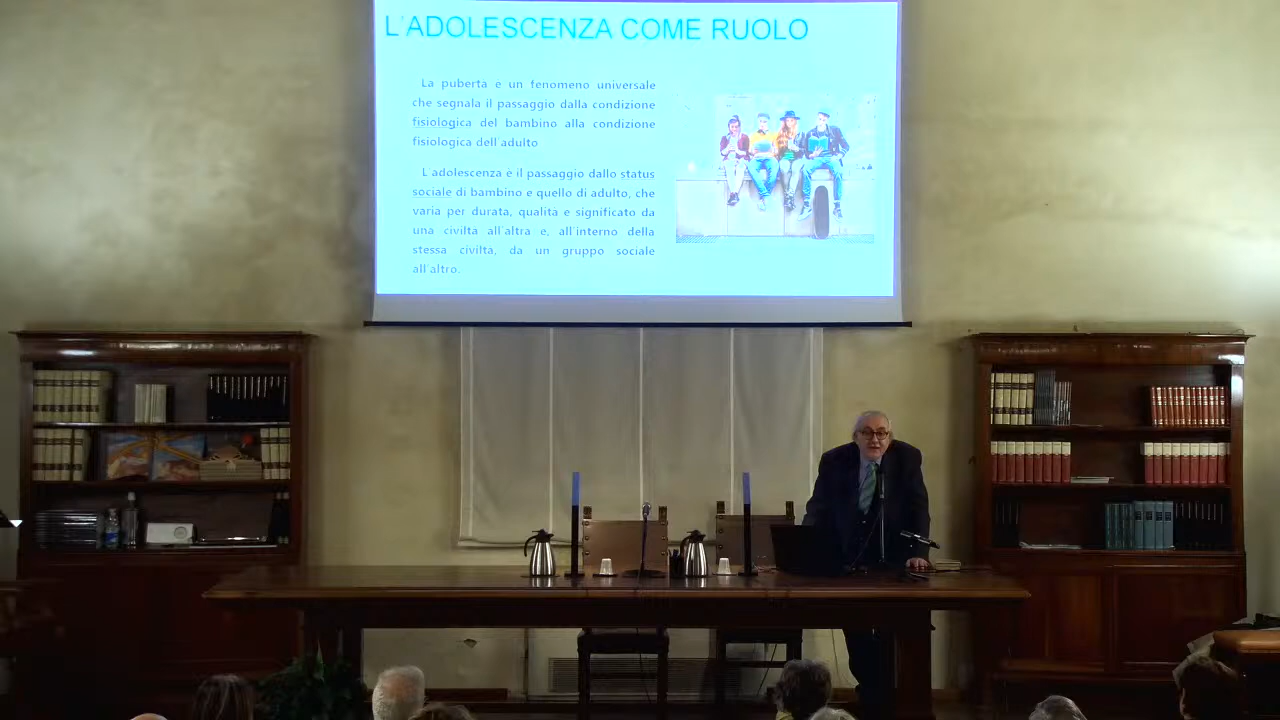 L'ADOLESCENZA COME RUOLO
La pubertà è un fenomeno universale
che segnala il passaggio dalla condizione
fisiologica del bambino alla condizione
fisiologica dell'adulto
L'adolescenza è il passaggio dallo status
sociale di bambino e quello di adulto, che
varia per durata, qualità e significato da
una civiltà all'altra e, all'interno della
stessa civiltà, da un gruppo sociale
all'altro.